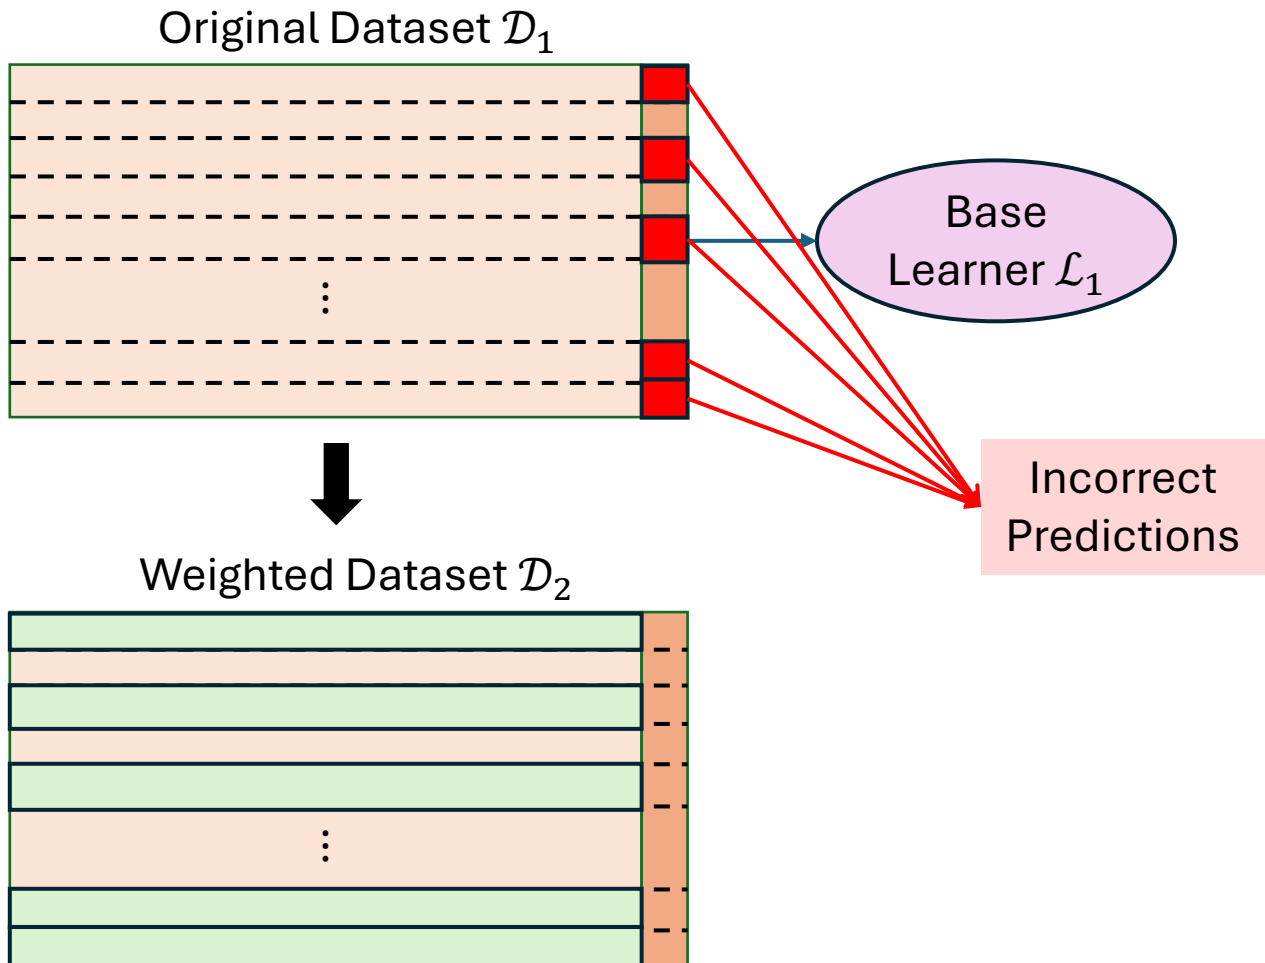 Original Dataset 𝒟₁
Base
Learner ℒ₁
⋮
Incorrect
Predictions
Weighted Dataset 𝒟₂
⋮